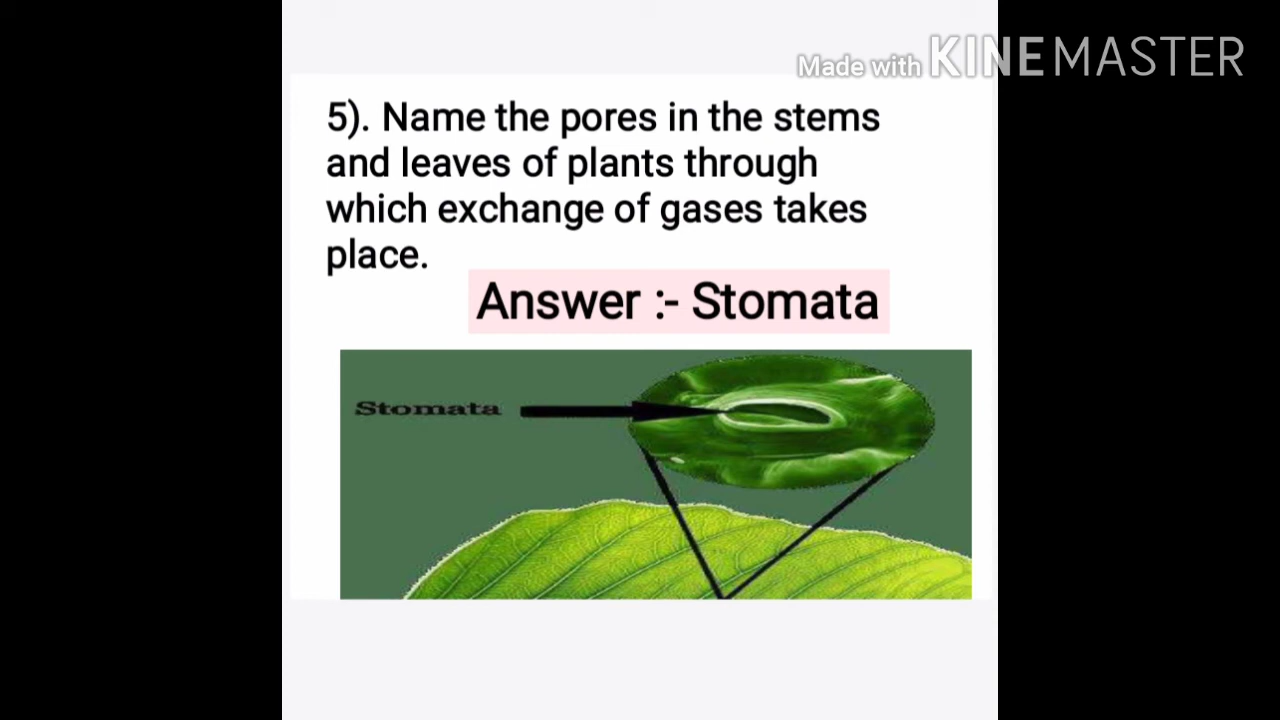 Made with KINEMASTER
5). Name the pores in the stems
and leaves of plants through
which exchange of gases takes
place.
Answer :- Stomata
Stomata